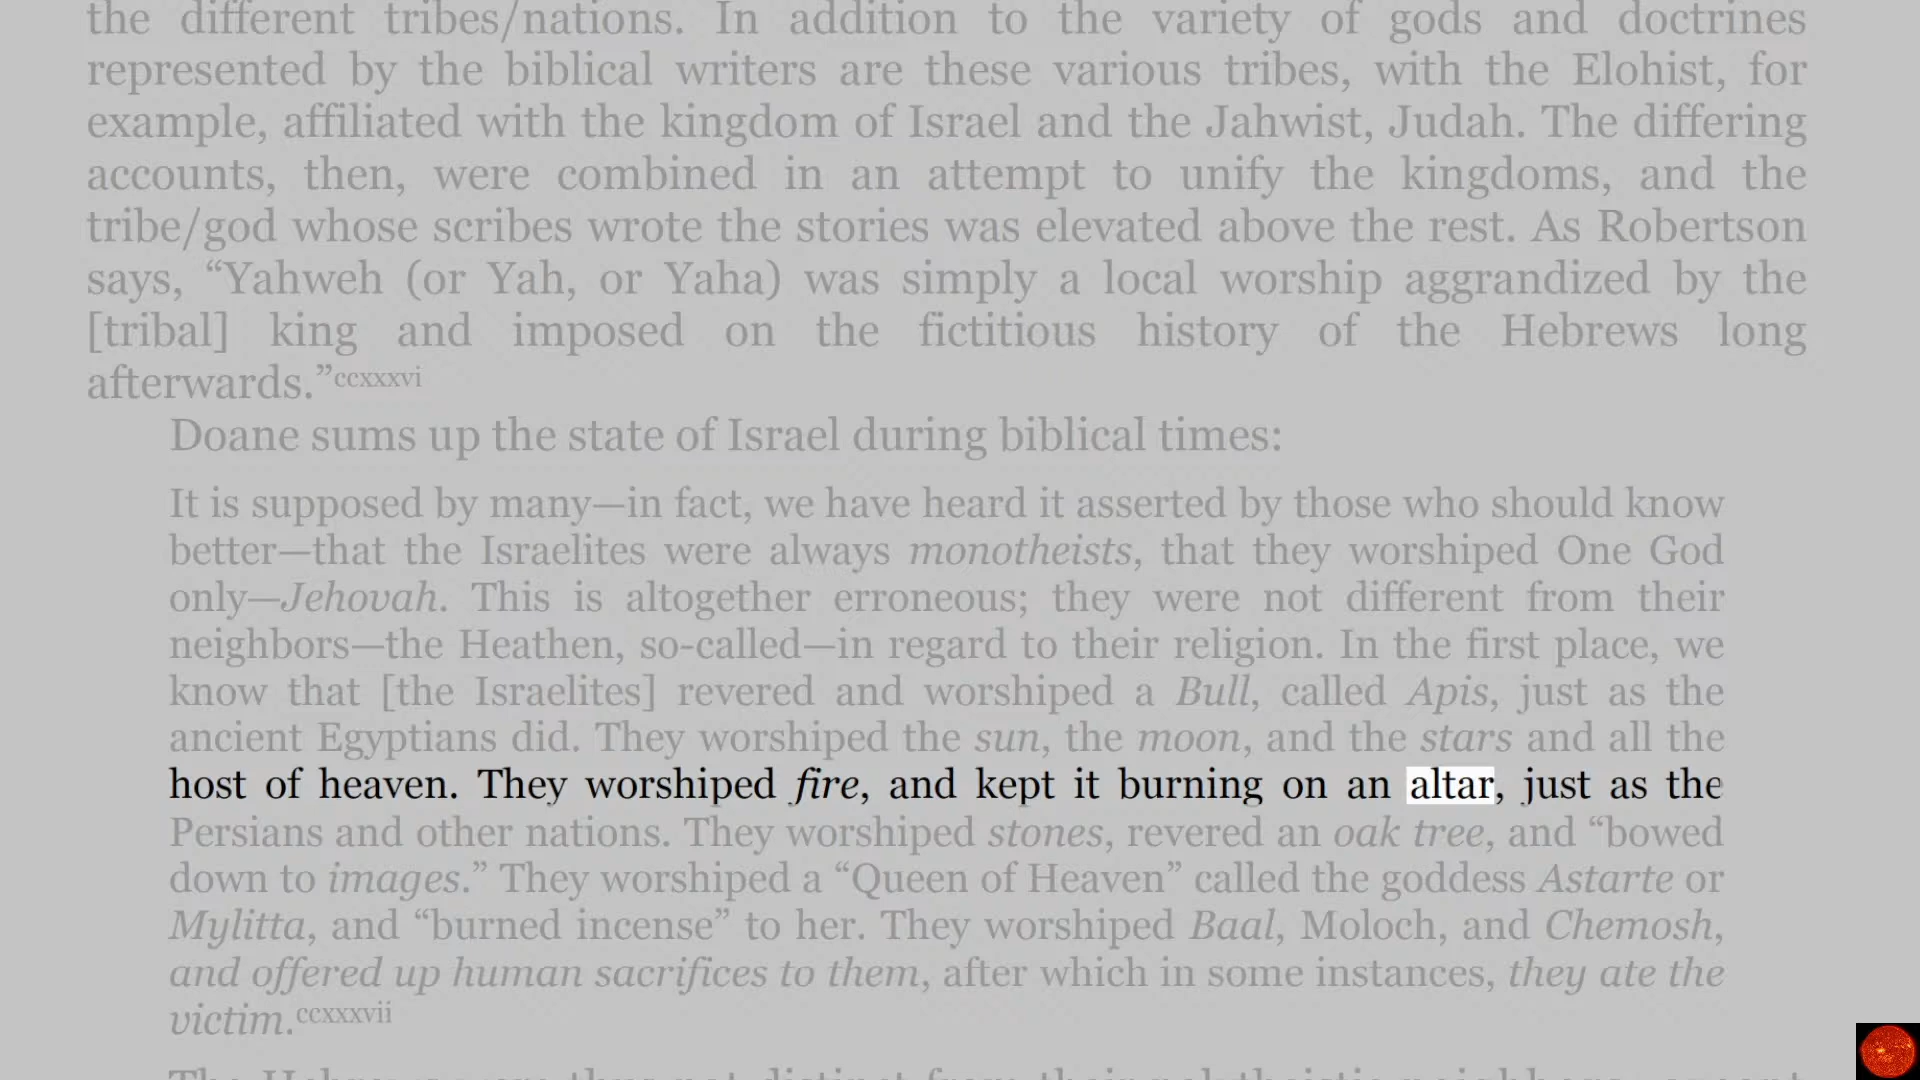 the different tribes/nations. In addition to the variety of gods and doctrines
represented by the biblical writers are these various tribes, with the Elohist, for
example, affiliated with the kingdom of Israel and the Jahwist, Judah. The differing
accounts, then, were combined in an attempt to unify the kingdoms, and the
tribe/god whose scribes wrote the stories was elevated above the rest. As Robertson
says, “Yahweh (or Yah, or Yaha) was simply a local worship aggrandized by the
[tribal] king and imposed on the fictitious history of the Hebrews long
afterwards.”ccxxxvi
Doane sums up the state of Israel during biblical times:
It is supposed by many—in fact, we have heard it asserted by those who should know
better—that the Israelites were always monotheists, that they worshiped One God
only—Jehovah. This is altogether erroneous; they were not different from their
neighbors—the Heathen, so-called—in regard to their religion. In the first place, we
know that [the Israelites] revered and worshiped a Bull, called Apis, just as the
ancient Egyptians did. They worshiped the sun, the moon, and the stars and all the
host of heaven. They worshiped fire, and kept it burning on an altar, just as the
Persians and other nations. They worshiped stones, revered an oak tree, and “bowed
down to images.” They worshiped a “Queen of Heaven” called the goddess Astarte or
Mylitta, and “burned incense” to her. They worshiped Baal, Moloch, and Chemosh,
and offered up human sacrifices to them, after which in some instances, they ate the
victim.ccxxxvii